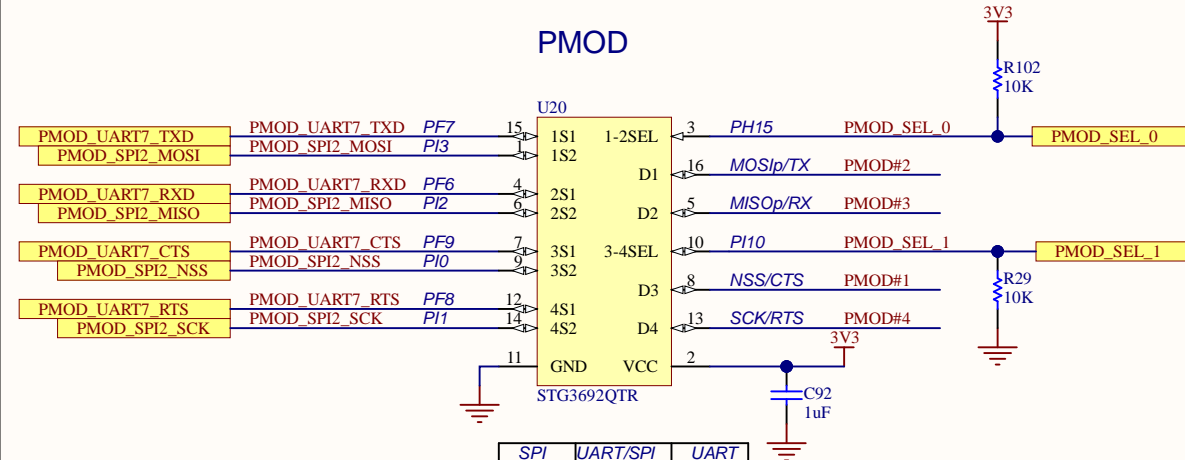 3V3
PMOD
R102
10K
U20
PMOD_UART7_TXD PMOD_UART7_TXD PF7 15 1S1 1-2SEL 3 PH15 PMOD_SEL_0 PMOD_SEL_0
PMOD_SPI2_MOSI PMOD_SPI2_MOSI PI3 1 1S2
D1 16 MOSIp/TX PMOD#2
PMOD_UART7_RXD PMOD_UART7_RXD PF6 4 2S1
PMOD_SPI2_MISO PMOD_SPI2_MISO PI2 6 2S2 D2 5 MISOp/RX PMOD#3
PMOD_UART7_CTS PMOD_UART7_CTS PF9 7 3S1 3-4SEL 10 PI10 PMOD_SEL_1 PMOD_SEL_1
PMOD_SPI2_NSS PMOD_SPI2_NSS PI0 9 3S2
R29
10K
D3 8 NSS/CTS PMOD#1
PMOD_UART7_RTS PMOD_UART7_RTS PF8 12 4S1
PMOD_SPI2_SCK PMOD_SPI2_SCK PI1 14 4S2 D4 13 SCK/RTS PMOD#4
3V3
11 GND VCC 2
STG3692QTR
C92
1uF
SPI UART/SPI UART